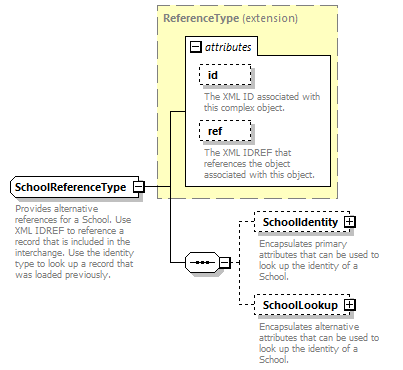 ReferenceType (extension)
attributes
id
The XML ID associated with
this complex object.
ref
The XML IDREF that
references the object
associated with this object.
SchoolReferenceType
Provides alternative
references for a School. Use
XML IDREF to reference a
record that is included in the
interchange. Use the identity
type to look up a record that
was loaded previously.
SchoolIdentity
Encapsulates primary
attributes that can be used to
look up the identity of a
School.
SchoolLookup
Encapsulates alternative
attributes that can be used to
look up the identity of a
School.